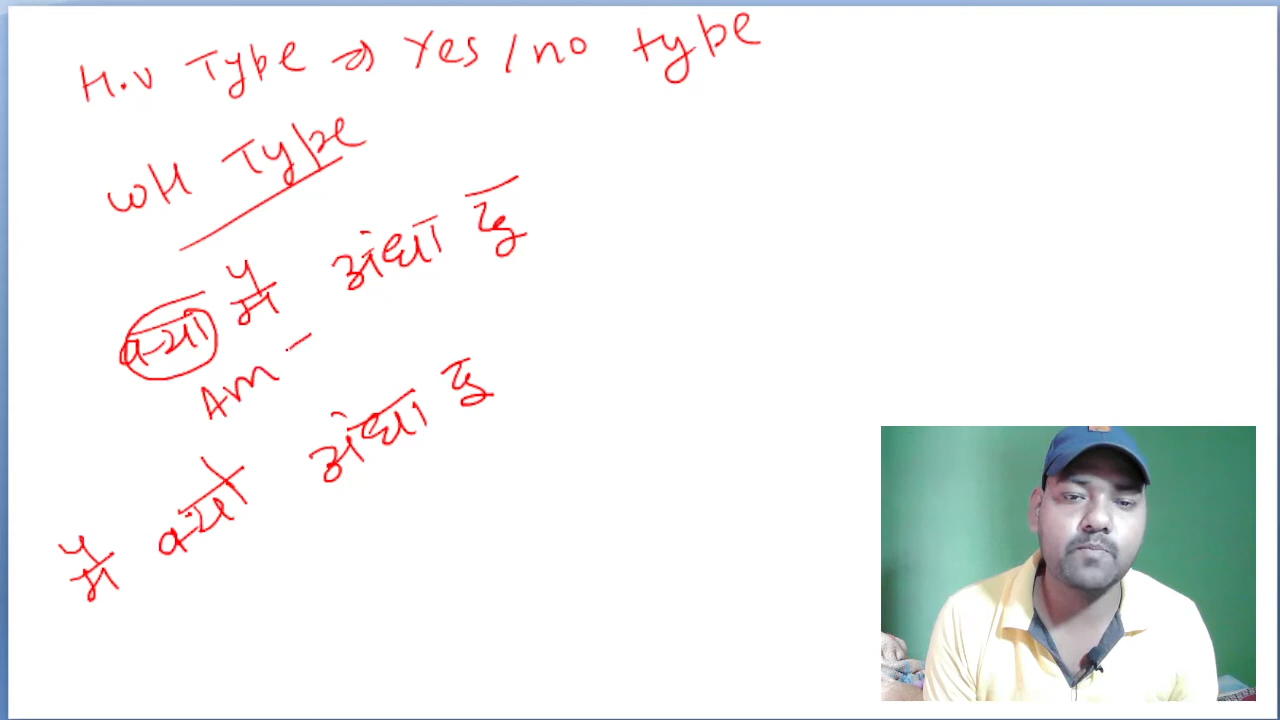 H.V Type ⇒ Yes / no type
WH Type
क्या मैं अंधा हूँ
Am -
मैं क्यों अंधा हूँ